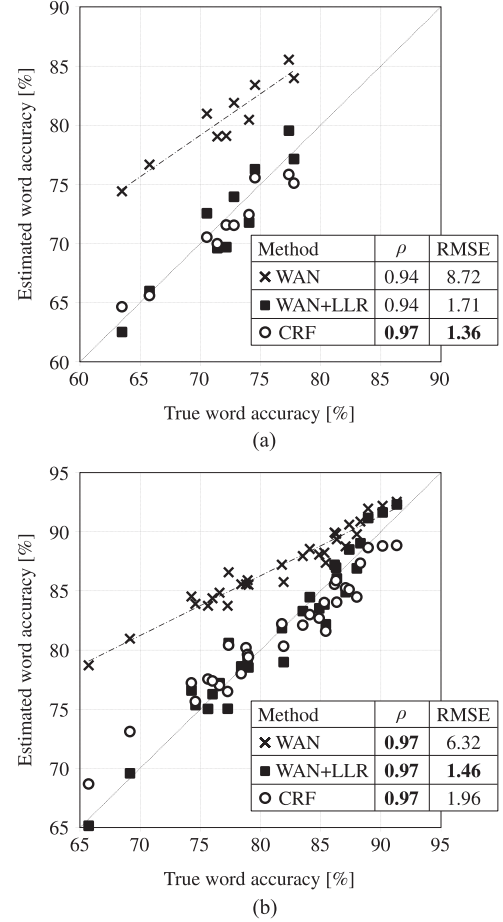 90
85
80
75
70
65
60
60 65 70 75 80 85 90
Estimated word accuracy [%]
True word accuracy [%]
Method ρ RMSE
WAN 0.94 8.72
WAN+LLR 0.94 1.71
CRF 0.97 1.36
(a)
95
90
85
80
75
70
65
65 70 75 80 85 90 95
Estimated word accuracy [%]
True word accuracy [%]
Method ρ RMSE
WAN 0.97 6.32
WAN+LLR 0.97 1.46
CRF 0.97 1.96
(b)